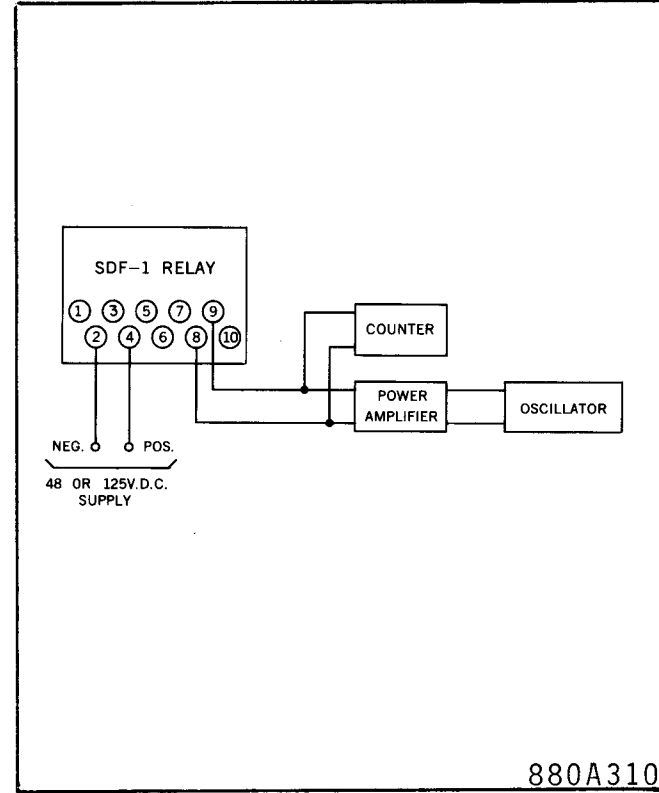 SDF-1 RELAY
1 3 5 7 9
2 4 6 8 10
COUNTER
POWER
AMPLIFIER
OSCILLATOR
NEG. POS.
48 OR 125V.D.C.
SUPPLY
880A310